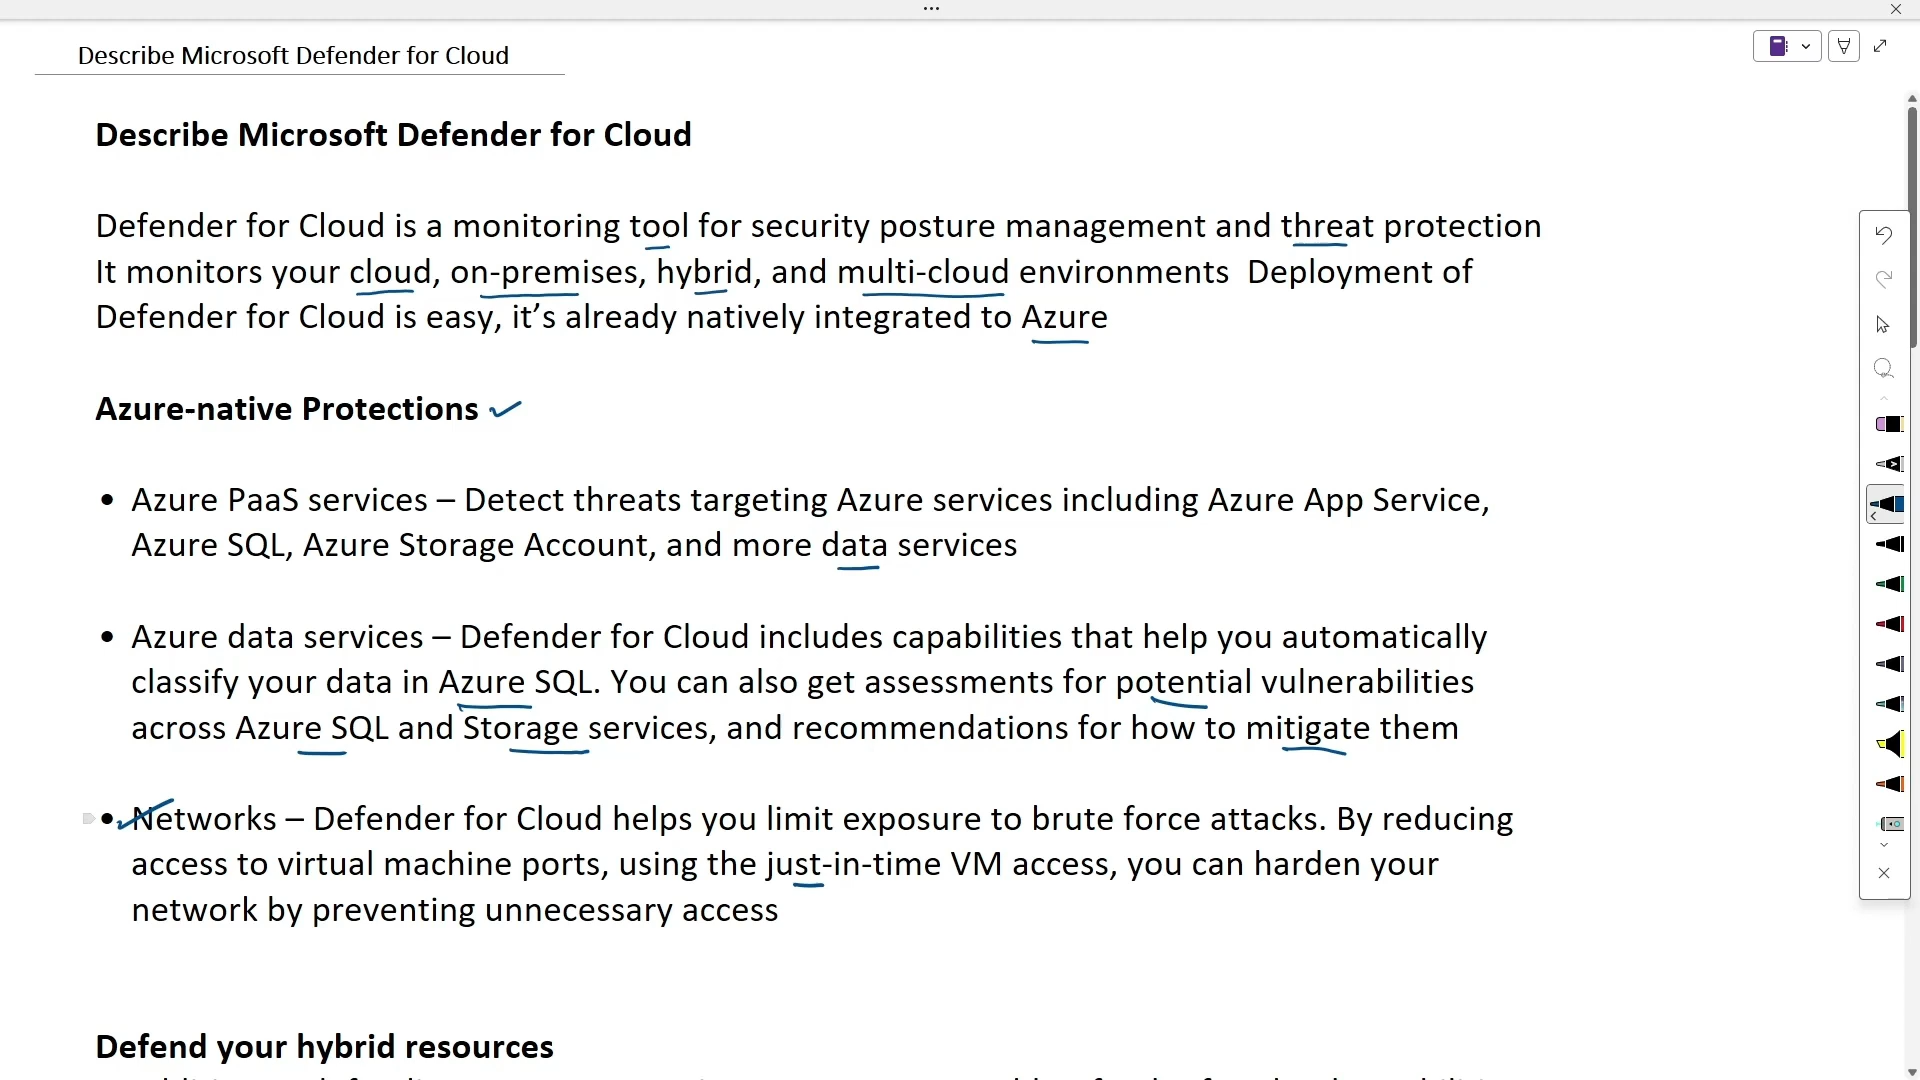 Describe Microsoft Defender for Cloud
Describe Microsoft Defender for Cloud
Defender for Cloud is a monitoring tool for security posture management and threat protection
It monitors your cloud, on-premises, hybrid, and multi-cloud environments  Deployment of
Defender for Cloud is easy, it’s already natively integrated to Azure
Azure-native Protections
• Azure PaaS services – Detect threats targeting Azure services including Azure App Service,
Azure SQL, Azure Storage Account, and more data services
• Azure data services – Defender for Cloud includes capabilities that help you automatically
classify your data in Azure SQL. You can also get assessments for potential vulnerabilities
across Azure SQL and Storage services, and recommendations for how to mitigate them
• Networks – Defender for Cloud helps you limit exposure to brute force attacks. By reducing
access to virtual machine ports, using the just-in-time VM access, you can harden your
network by preventing unnecessary access
Defend your hybrid resources